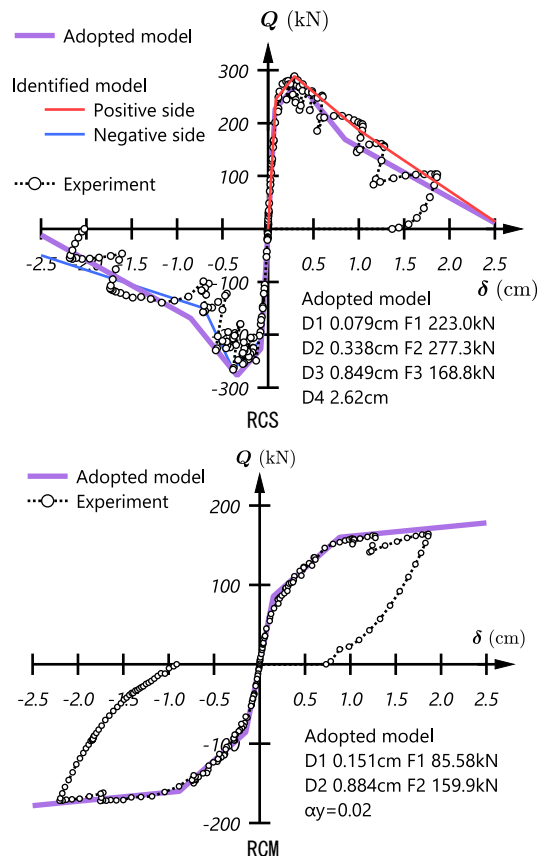 Q (kN)
Adopted model
Identified model
Positive side
Negative side
Experiment
300
200
100
-2.5 -2.0 -1.5 -1.0 -0.5
0.5 1.0 1.5 2.0 2.5
δ (cm)
-100
-300
Adopted model
D1 0.079cm F1 223.0kN
D2 0.338cm F2 277.3kN
D3 0.849cm F3 168.8kN
D4 2.62cm
RCS
Q (kN)
Adopted model
Experiment
200
100
δ (cm)
-2.5 -2.0 -1.5 -1.0 -0.5
0.5 1.0 1.5 2.0 2.5
-100
-200
Adopted model
D1 0.151cm F1 85.58kN
D2 0.884cm F2 159.9kN
αy=0.02
RCM